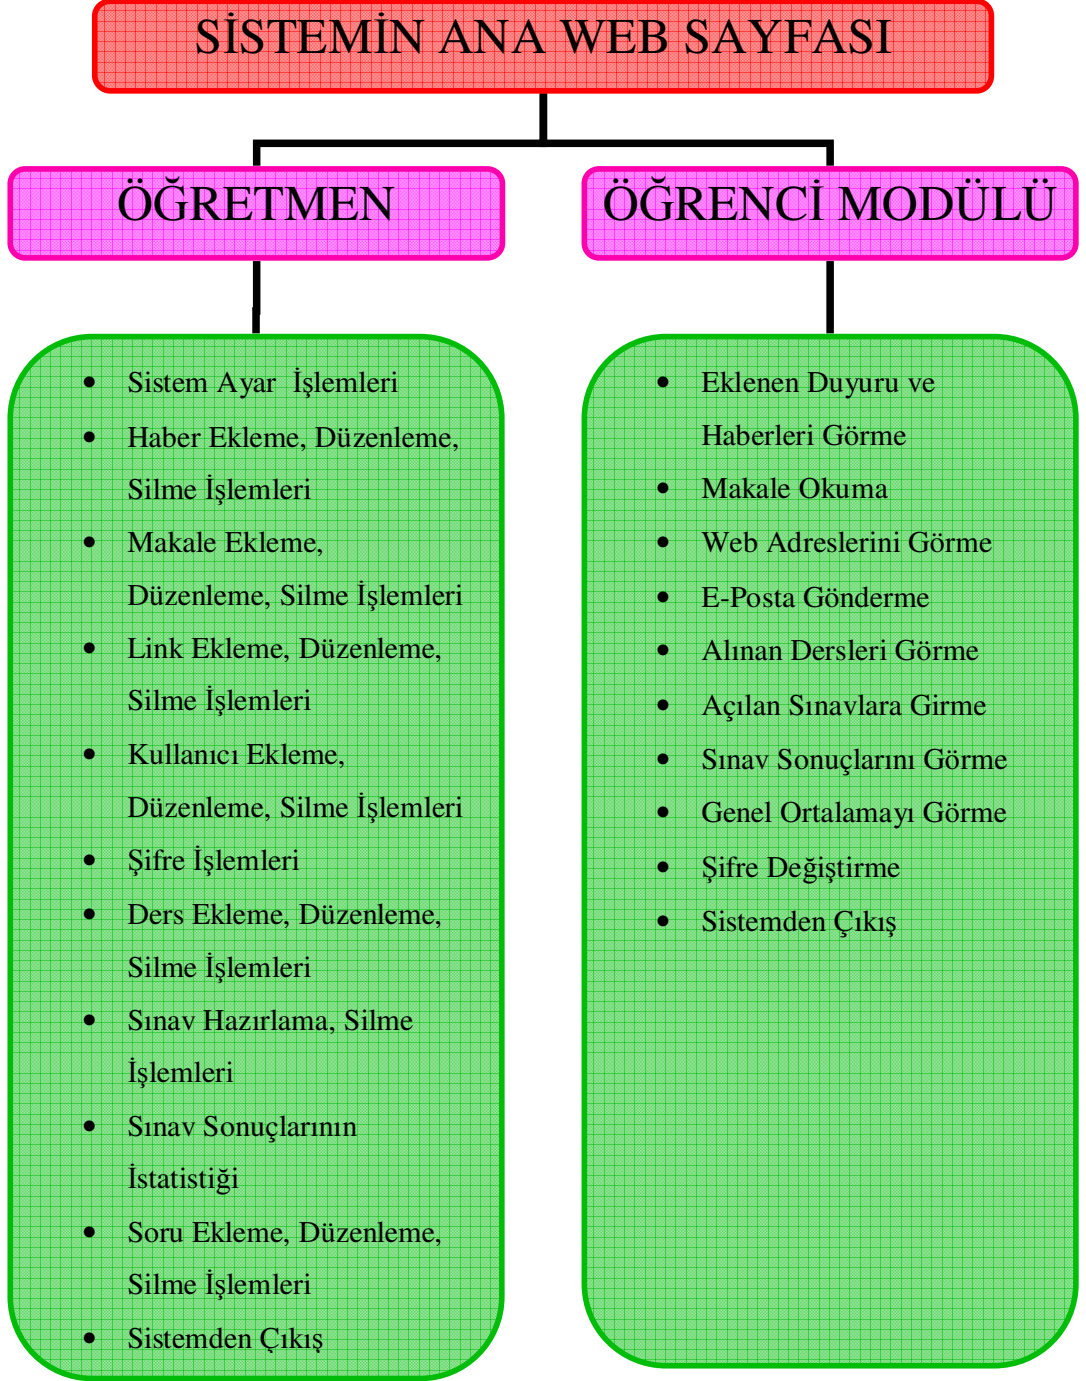 SİSTEMİN ANA WEB SAYFASI
ÖĞRETMEN
• Sistem Ayar İşlemleri
• Haber Ekleme, Düzenleme,
Silme İşlemleri
• Makale Ekleme,
Düzenleme, Silme İşlemleri
• Link Ekleme, Düzenleme,
Silme İşlemleri
• Kullanıcı Ekleme,
Düzenleme, Silme İşlemleri
• Şifre İşlemleri
• Ders Ekleme, Düzenleme,
Silme İşlemleri
• Sınav Hazırlama, Silme
İşlemleri
• Sınav Sonuçlarının
İstatistiği
• Soru Ekleme, Düzenleme,
Silme İşlemleri
• Sistemden Çıkış
ÖĞRENCİ MODÜLÜ
• Eklenen Duyuru ve
Haberleri Görme
• Makale Okuma
• Web Adreslerini Görme
• E-Posta Gönderme
• Alınan Dersleri Görme
• Açılan Sınavlara Girme
• Sınav Sonuçlarını Görme
• Genel Ortalamayı Görme
• Şifre Değiştirme
• Sistemden Çıkış